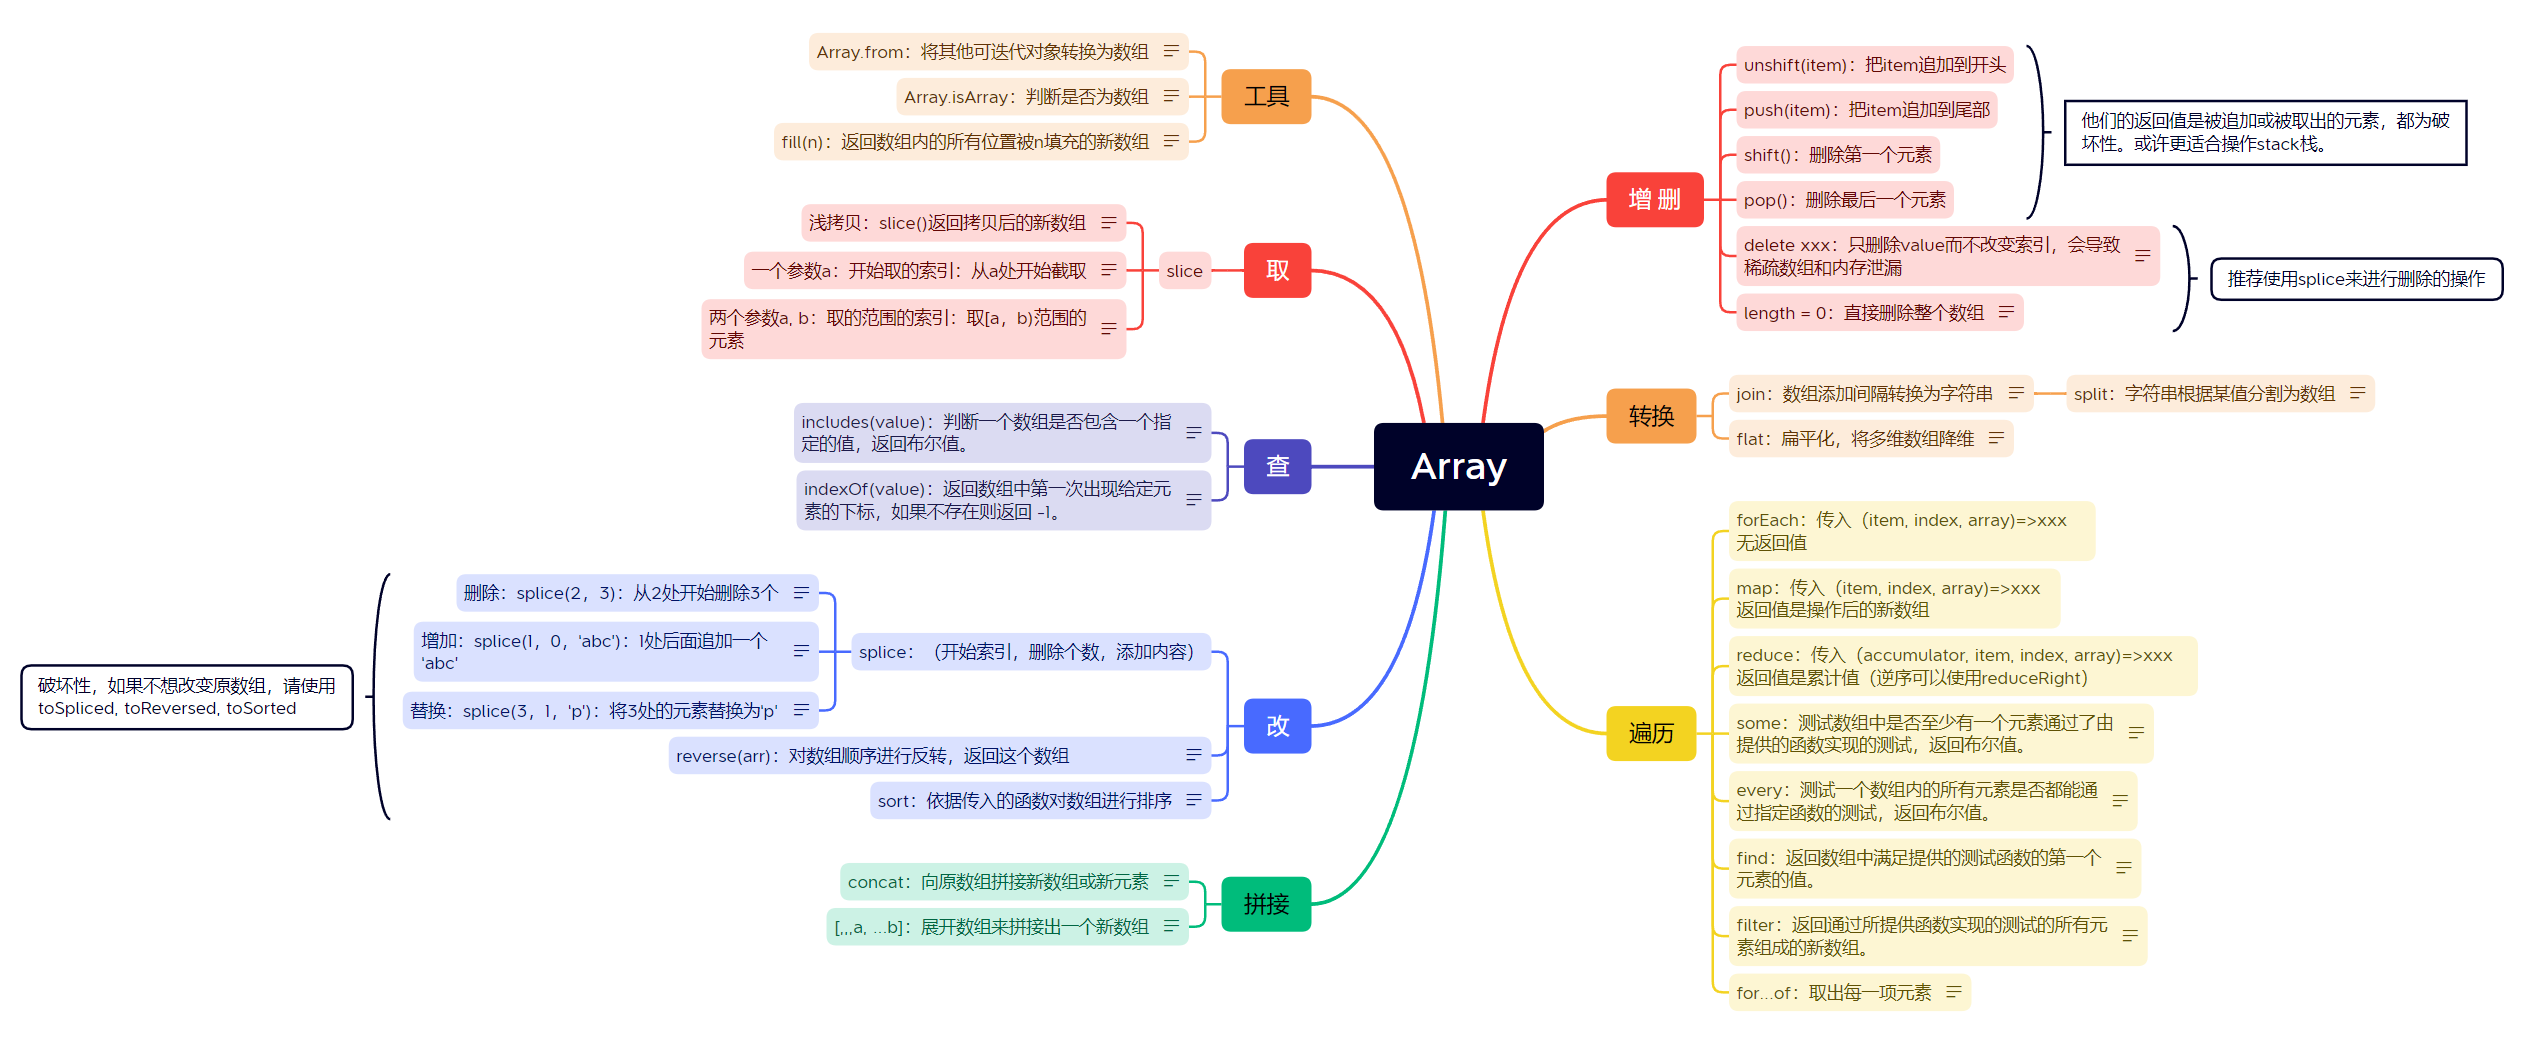 Array
工具
Array.from：将其他可迭代对象转换为数组
Array.isArray：判断是否为数组
fill(n)：返回数组内的所有位置被n填充的新数组
取
slice
浅拷贝：slice()返回拷贝后的新数组
一个参数a：开始取的索引：从a处开始截取
两个参数a, b：取的范围的索引：取[a，b)范围的
元素
查
includes(value)：判断一个数组是否包含一个指
定的值，返回布尔值。
indexOf(value)：返回数组中第一次出现给定元
素的下标，如果不存在则返回 -1。
改
splice：（开始索引，删除个数，添加内容）
删除：splice(2，3)：从2处开始删除3个
增加：splice(1，0，'abc')：1处后面追加一个
'abc'
替换：splice(3，1，'p')：将3处的元素替换为'p'
reverse(arr)：对数组顺序进行反转，返回这个数组
sort：依据传入的函数对数组进行排序
破坏性，如果不想改变原数组，请使用
toSpliced, toReversed, toSorted
拼接
concat：向原数组拼接新数组或新元素
[,,,a, ...b]：展开数组来拼接出一个新数组
增 删
unshift(item)：把item追加到开头
push(item)：把item追加到尾部
shift()：删除第一个元素
pop()：删除最后一个元素
他们的返回值是被追加或被取出的元素，都为破
坏性。或许更适合操作stack栈。
delete xxx：只删除value而不改变索引，会导致
稀疏数组和内存泄漏
length = 0：直接删除整个数组
推荐使用splice来进行删除的操作
转换
join：数组添加间隔转换为字符串
split：字符串根据某值分割为数组
flat：扁平化，将多维数组降维
遍历
forEach：传入（item, index, array)=>xxx
无返回值
map：传入（item, index, array)=>xxx
返回值是操作后的新数组
reduce：传入（accumulator, item, index, array)=>xxx
返回值是累计值（逆序可以使用reduceRight）
some：测试数组中是否至少有一个元素通过了由
提供的函数实现的测试，返回布尔值。
every：测试一个数组内的所有元素是否都能通
过指定函数的测试，返回布尔值。
find：返回数组中满足提供的测试函数的第一个
元素的值。
filter：返回通过所提供函数实现的测试的所有元
素组成的新数组。
for...of：取出每一项元素